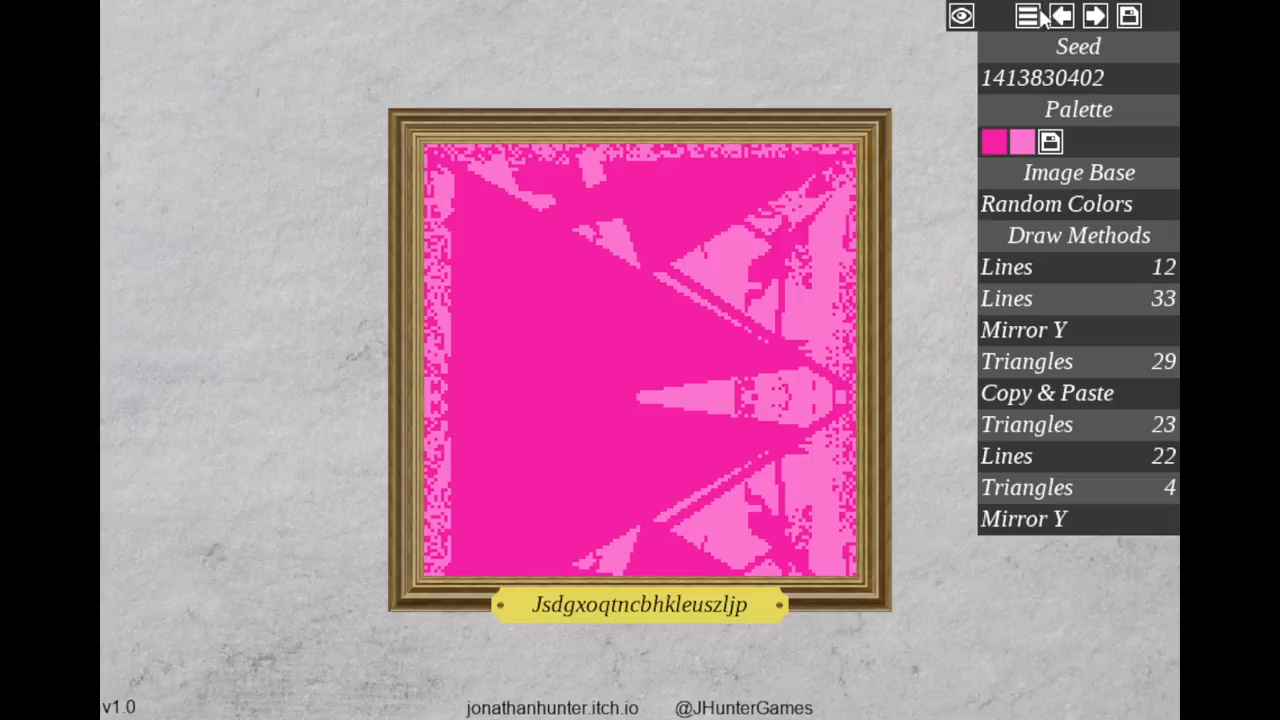 Seed
1413830402
Palette
Image Base
Random Colors
Draw Methods
Lines 12
Lines 33
Mirror Y
Triangles 29
Copy & Paste
Triangles 23
Lines 22
Triangles 4
Mirror Y
Jsdgxoqtncbhkleuszljp
v1.0 jonathanhunter.itch.io @JHunterGames